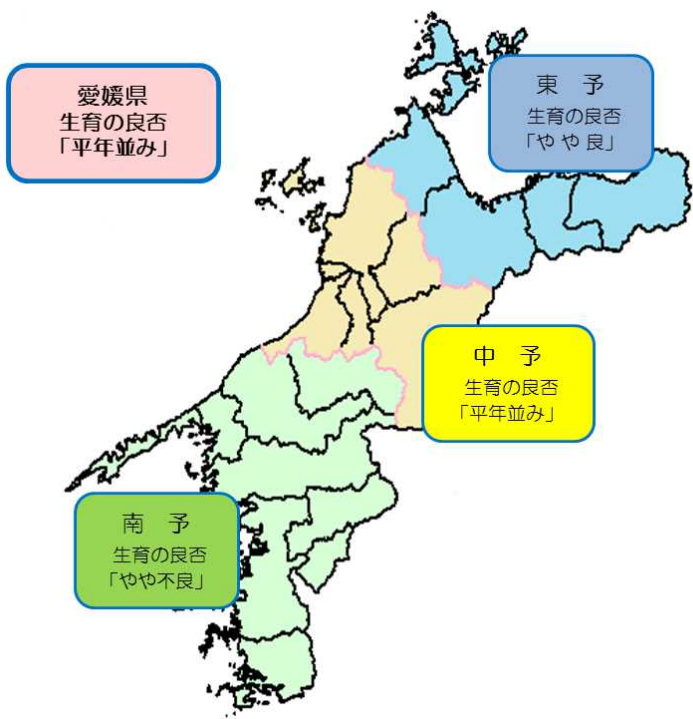 愛媛県
生育の良否
「平年並み」
東　予
生育の良否
「や や 良」
中　予
生育の良否
「平年並み」
南　予
生育の良否
「やや不良」